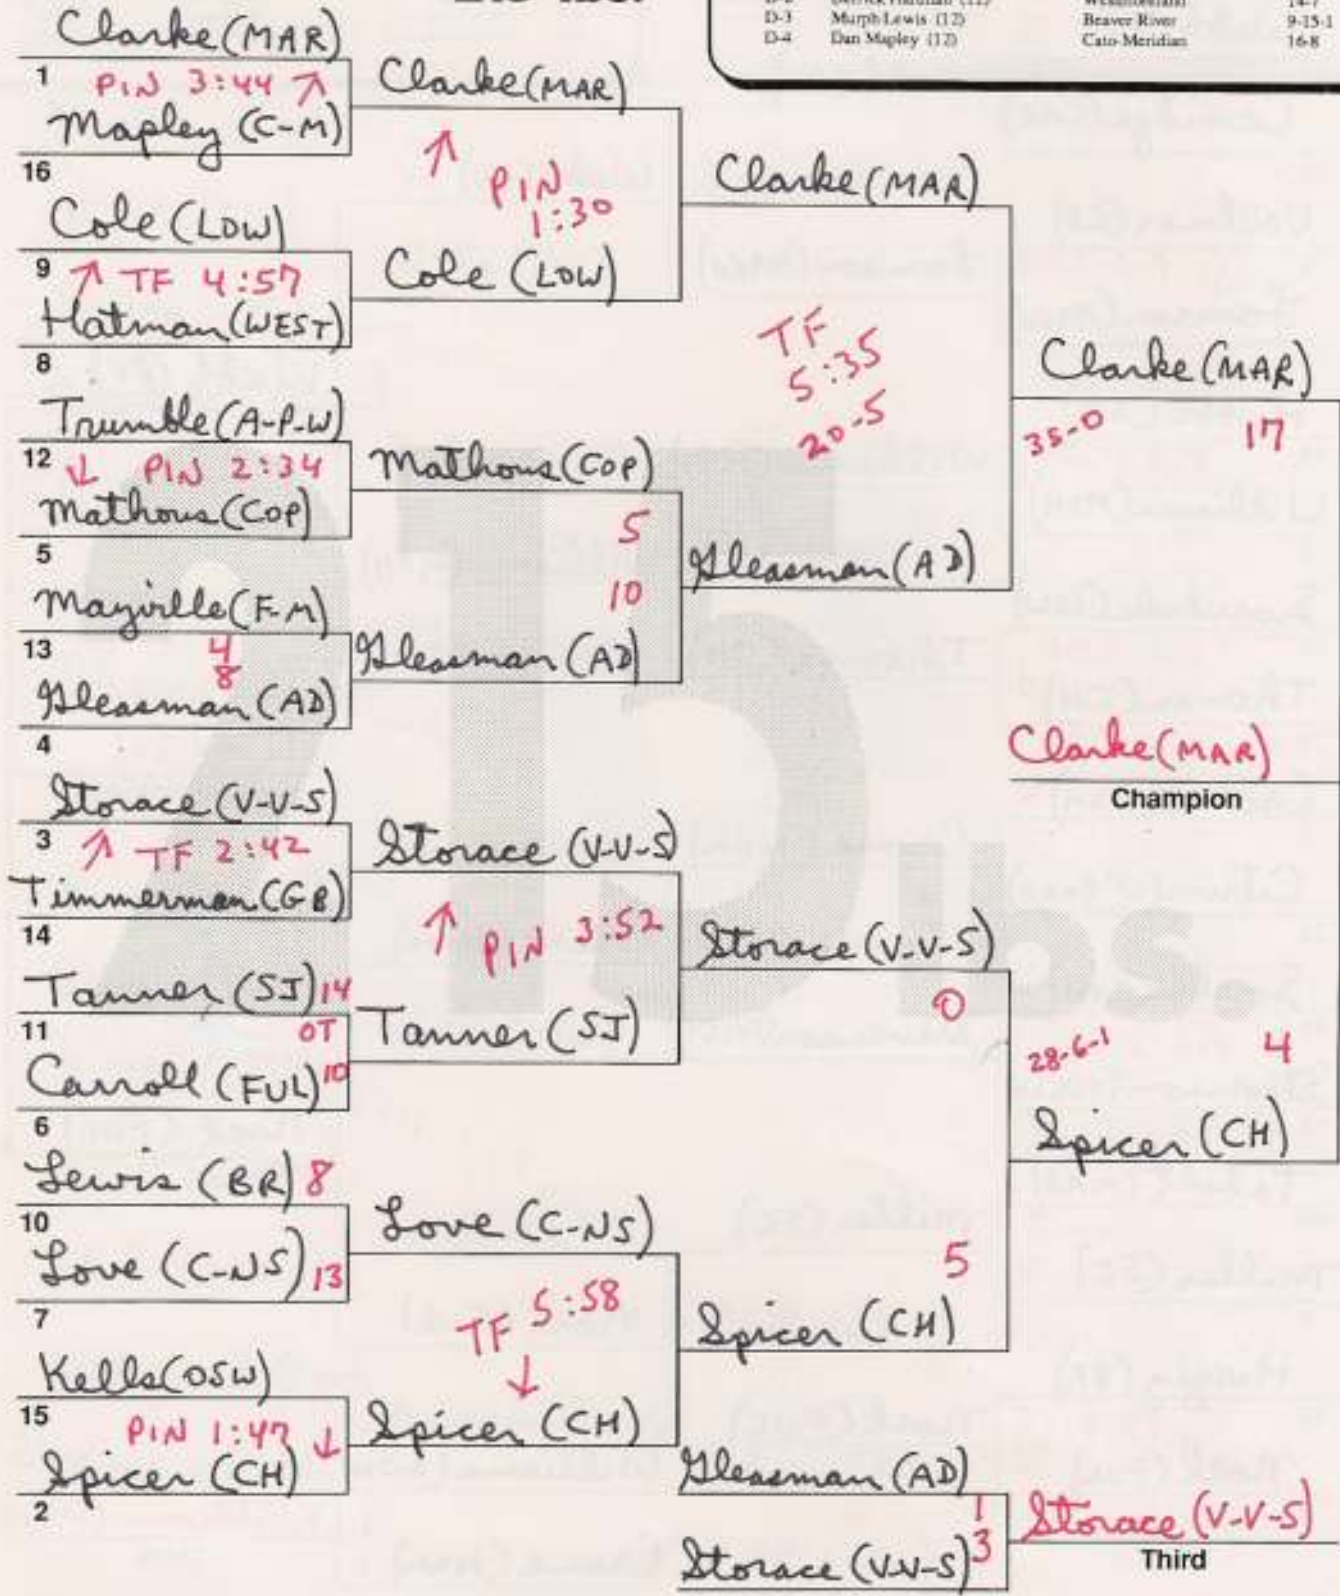 D-3 Murph Lewis (12) Beaver River 9-15-1
D-4 Dan Mapley (12) Cato-Meridian 16-8
Clarke (MAR)
1 PIN 3:44 ↗
Mapley (C-M)
16
Cole (LOW)
9 ↗ TF 4:57
Hatman (WEST)
8
Trumble (A-P-W)
12 ↓ PIN 2:34
Mathous (COP)
5
Mayville (F-M)
13 4
8
Gleasman (AD)
4
Storace (V-V-S)
3 ↗ TF 2:42
Timmerman (GB)
14
Tanner (SJ) 14
11 OT
Carroll (FUL) 10
6
Lewis (BR) 8
10
Love (C-NS) 13
7
Kells (OSW)
15 PIN 1:47 ↓
Spicer (CH)
2
Clarke (MAR)
↑ PIN
1:30
Cole (LOW)
Mathous (COP)
5
10
Gleasman (AD)
Storace (V-V-S)
↑ PIN 3:52
Tanner (SJ)
Love (C-NS)
TF 5:58
↓
Spicer (CH)
Clarke (MAR)
TF
5:35
20-5
Gleasman (AD)
Storace (V-V-S)
0
5
Spicer (CH)
Clarke (MAR)
35-0 17
28-6-1 4
Spicer (CH)
Clarke (MAR)
Champion
Gleasman (AD)
1
3
Storace (V-V-S)
Storace (V-V-S)
Third
215 lbs.